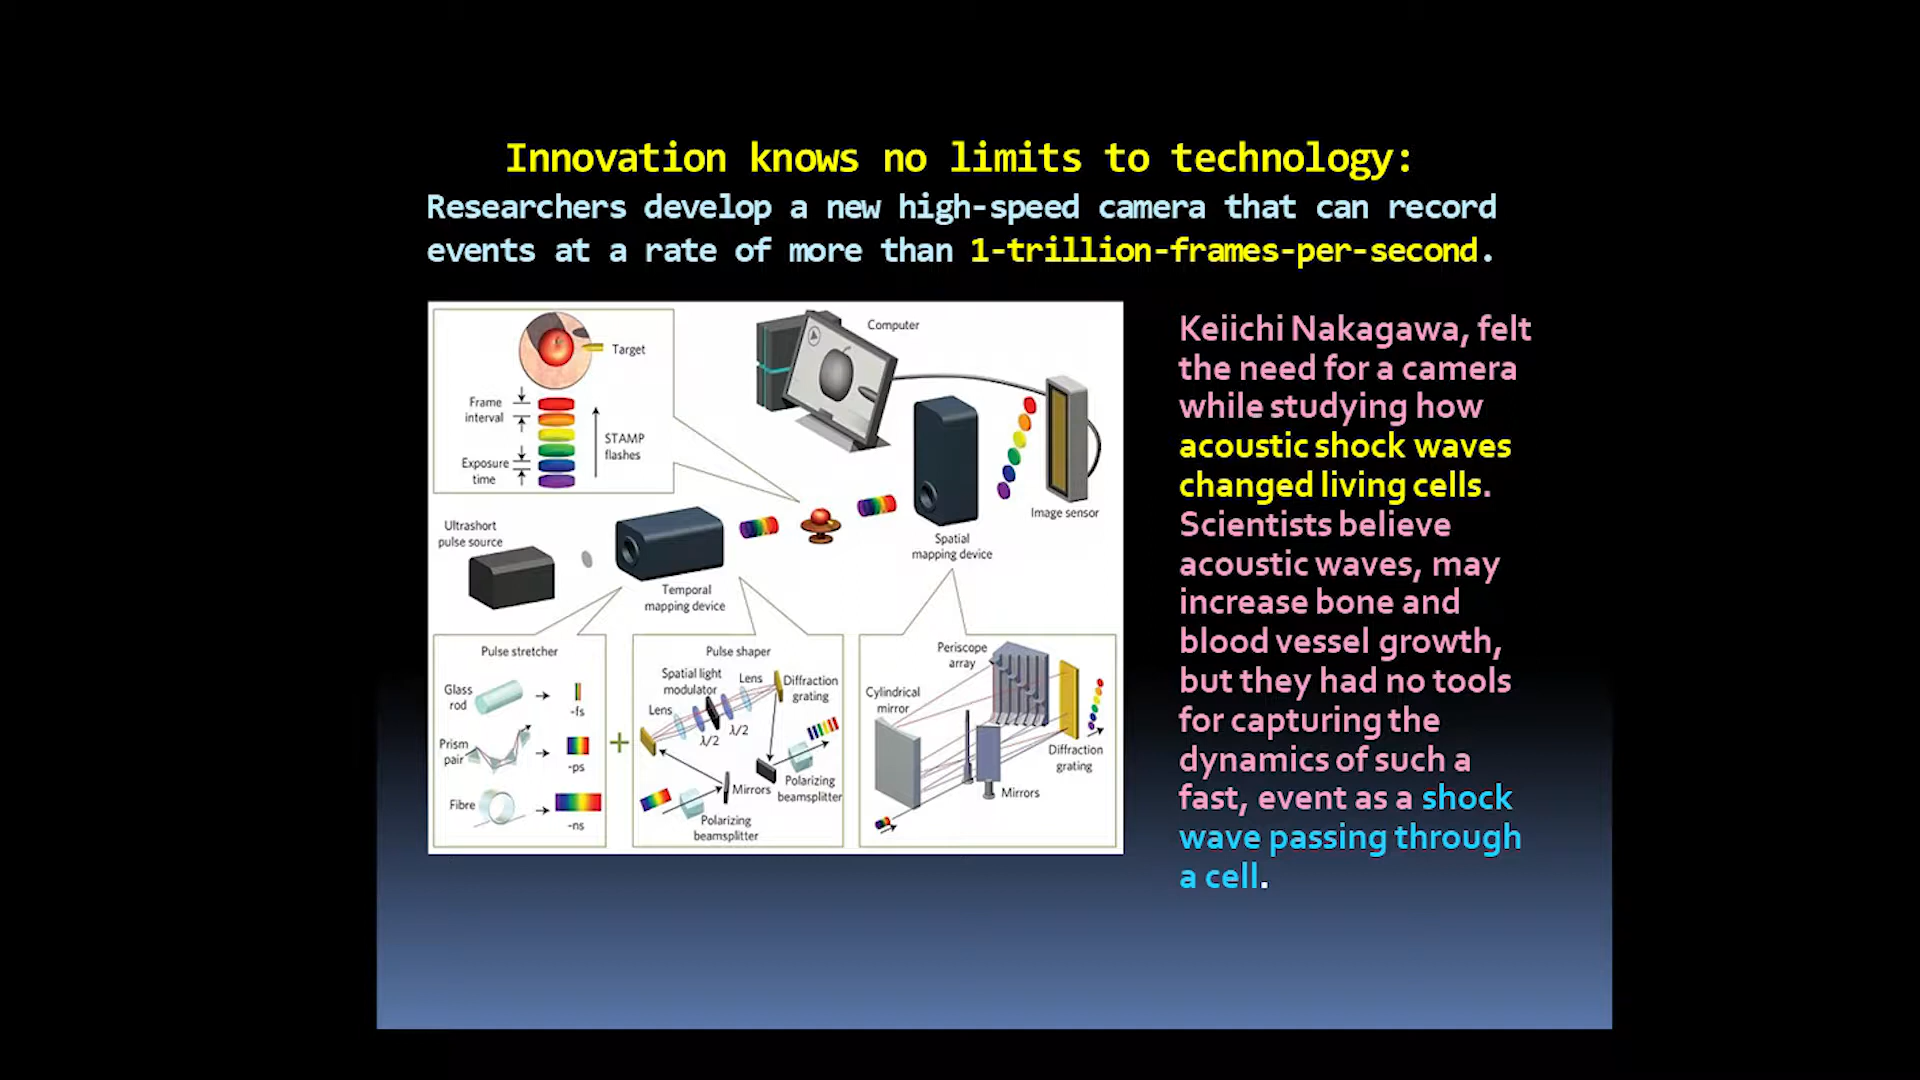 Innovation knows no limits to technology:
Researchers develop a new high-speed camera that can record
events at a rate of more than 1-trillion-frames-per-second.
Target
Frame
interval
STAMP
flashes
Exposure
time
Computer
Image sensor
Spatial
mapping device
Ultrashort
pulse source
Temporal
mapping device
Pulse stretcher
Glass
rod
-fs
Prism
pair
-ps
Fibre
-ns
+
Pulse shaper
Spatial light
modulator
Lens
Diffraction
grating
Lens
λ/2
λ/2
Mirrors
Polarizing
beamsplitter
Polarizing
beamsplitter
Periscope
array
Cylindrical
mirror
Diffraction
grating
Mirrors
Keiichi Nakagawa, felt
the need for a camera
while studying how
acoustic shock waves
changed living cells.
Scientists believe
acoustic waves, may
increase bone and
blood vessel growth,
but they had no tools
for capturing the
dynamics of such a
fast, event as a shock
wave passing through
a cell.